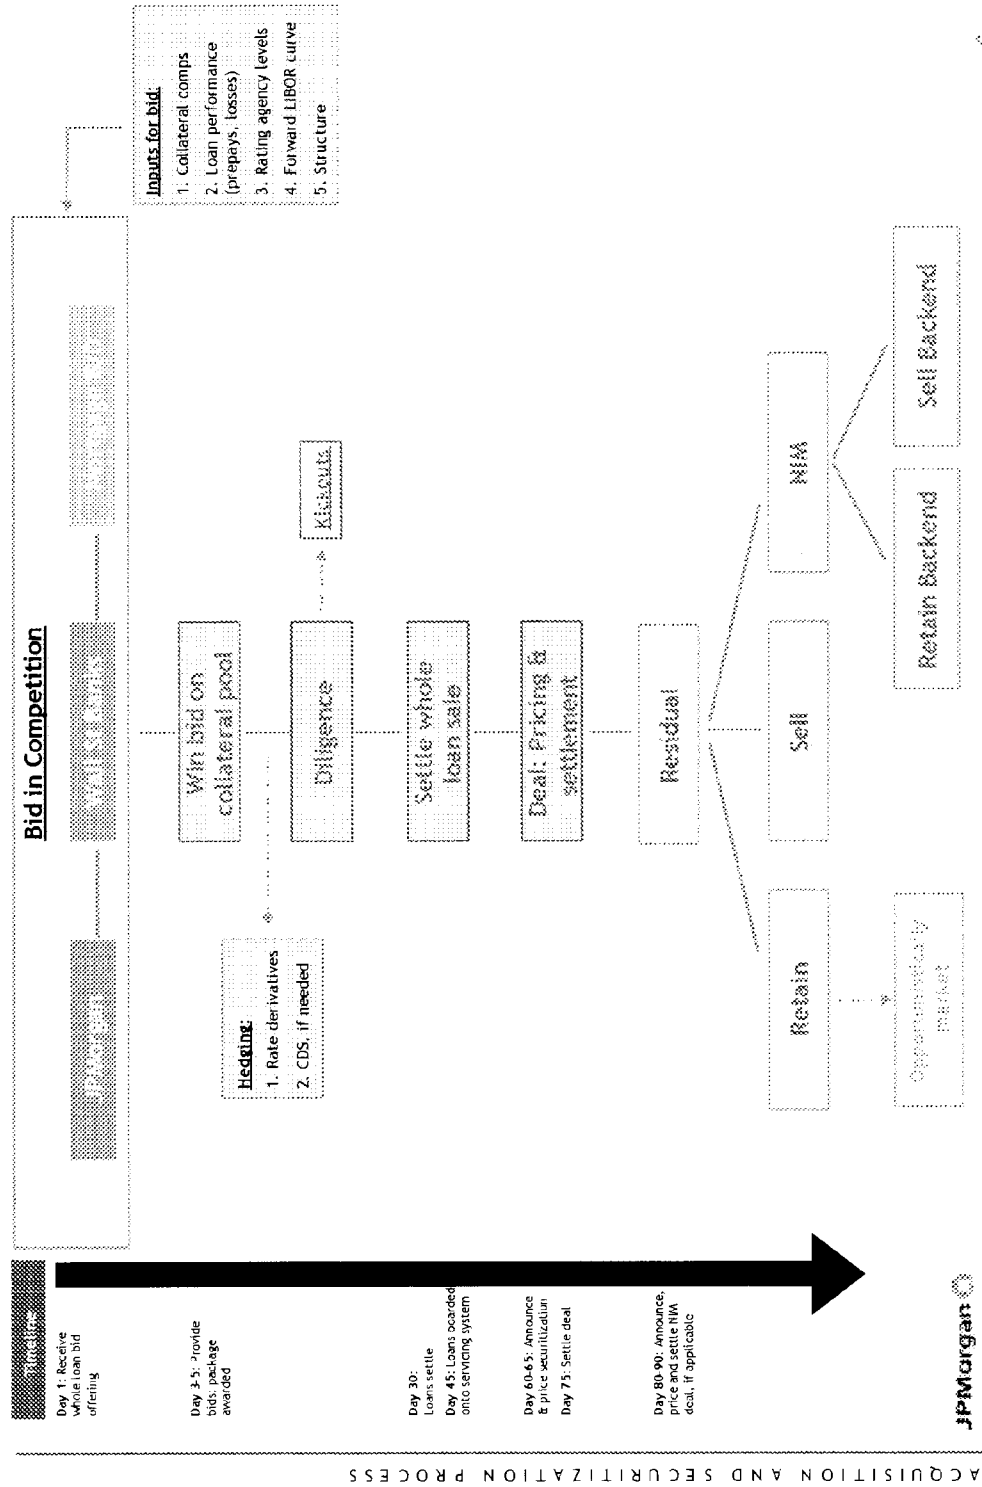 ACQUISITION AND SECURITIZATION PROCESS
Timeline
Day 1: Receive
whole loan bid
offering
Day 3-5: Provide
bids; package
awarded
Day 30:
Loans settle
Day 45: Loans boarded
onto servicing system
Day 60-65: Announce
& price securitization
Day 75: Settle deal
Day 80-90: Announce,
price and settle NIM
deal, if applicable
Bid in Competition
JPMorgan
Inputs for bid:
1. Collateral comps
2. Loan performance
(prepays, losses)
3. Rating agency levels
4. Forward LIBOR curve
5. Structure
Win bid on
collateral pool
Hedging:
1. Rate derivatives
2. CDS, if needed
Diligence
Kickouts
Settle whole
loan sale
Deal: Pricing &
settlement
Residual
Retain
Sell
NIM
Opportunistically
market
Retain Backend
Sell Backend
JPMorgan